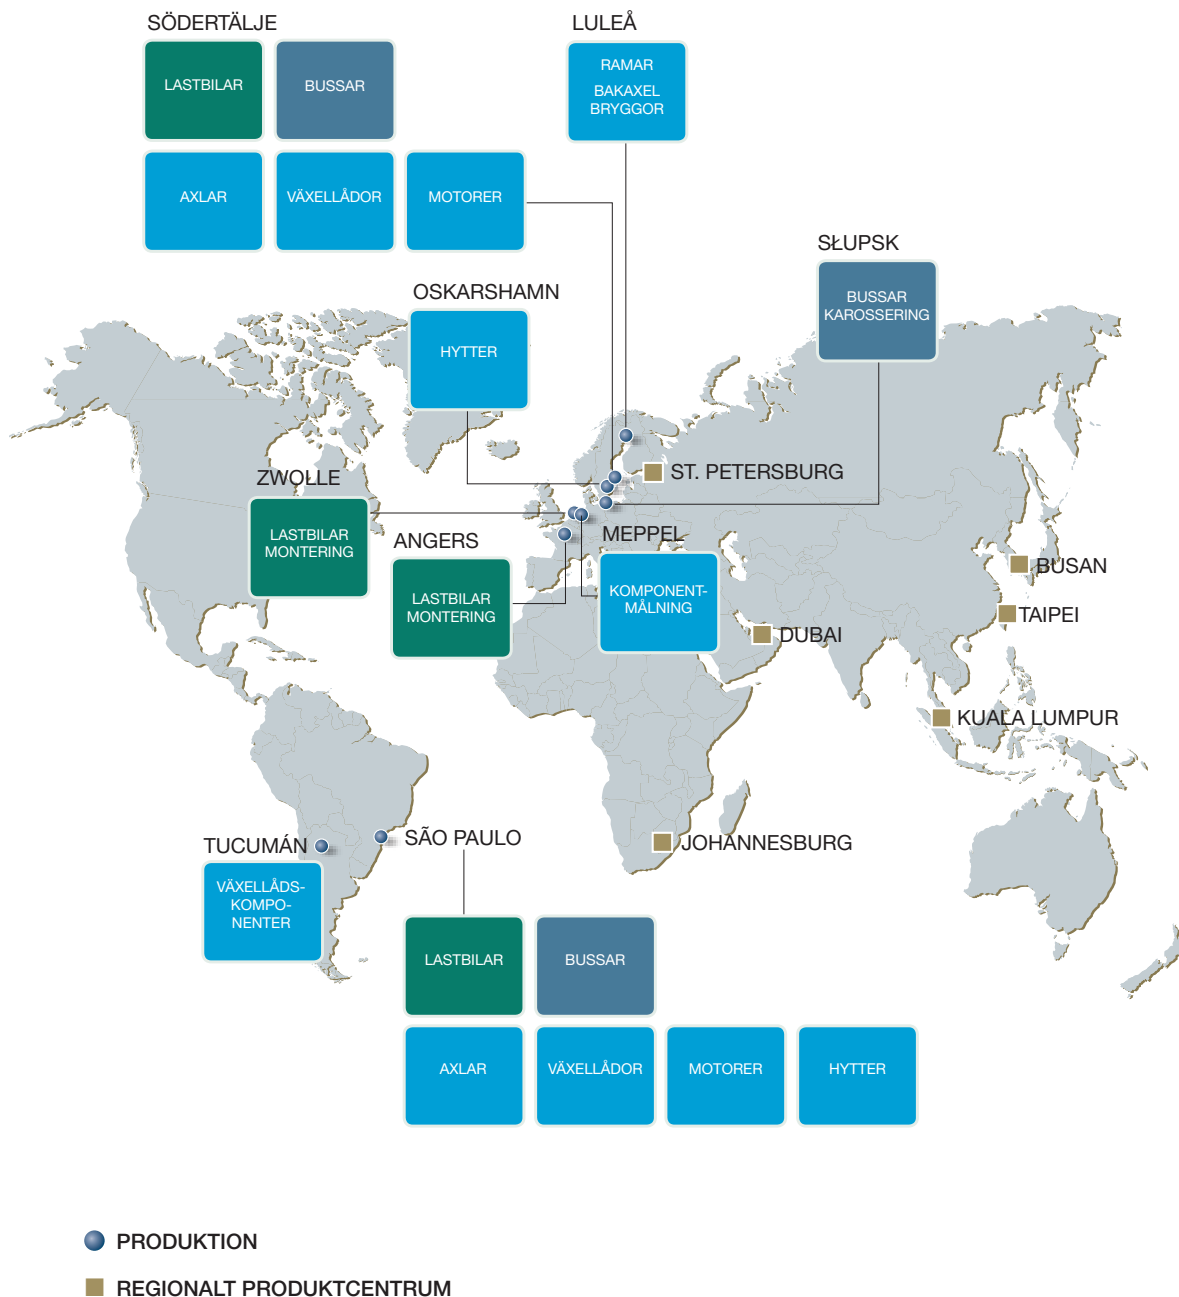 SÖDERTÄLJE
LASTBILAR
BUSSAR
AXLAR
VÄXELLÅDOR
MOTORER
LULEÅ
RAMAR
BAKAXEL
BRYGGOR
SŁUPSK
BUSSAR
KAROSSERING
OSKARSHAMN
HYTTER
ST. PETERSBURG
ZWOLLE
LASTBILAR
MONTERING
ANGERS
LASTBILAR
MONTERING
MEPPEL
KOMPONENT-
MÅLNING
BUSAN
TAIPEI
DUBAI
KUALA LUMPUR
JOHANNESBURG
TUCUMÁN
VÄXELLÅDS-
KOMPO-
NENTER
SÃO PAULO
LASTBILAR
BUSSAR
AXLAR
VÄXELLÅDOR
MOTORER
HYTTER
PRODUKTION
REGIONALT PRODUKTCENTRUM